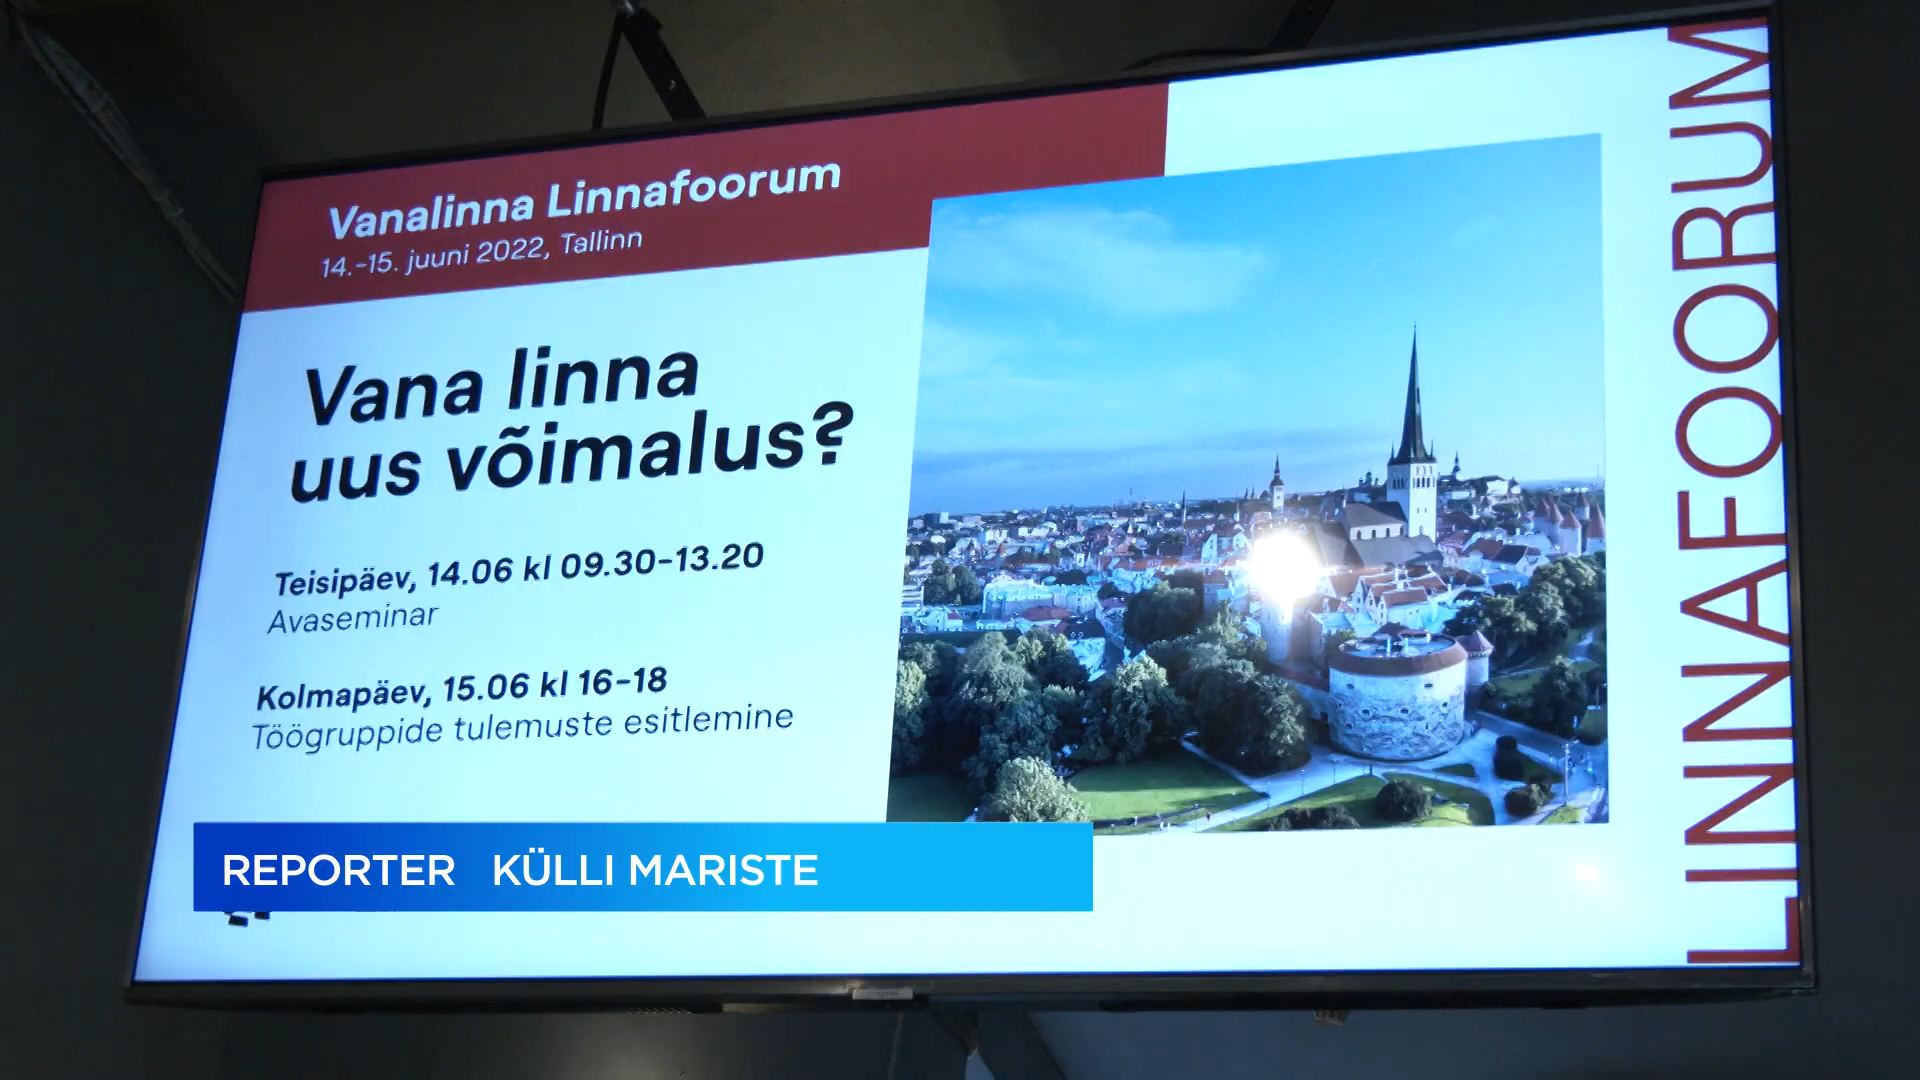 Vanalinna Linnafoorum
14.-15. juuni 2022, Tallinn
Vana linna
uus võimalus?
Teisipäev, 14.06 kl 09.30-13.20
Avaseminar
Kolmapäev, 15.06 kl 16-18
Töögruppide tulemuste esitlemine
LINNAFOORUM
REPORTER KÜLLI MARISTE